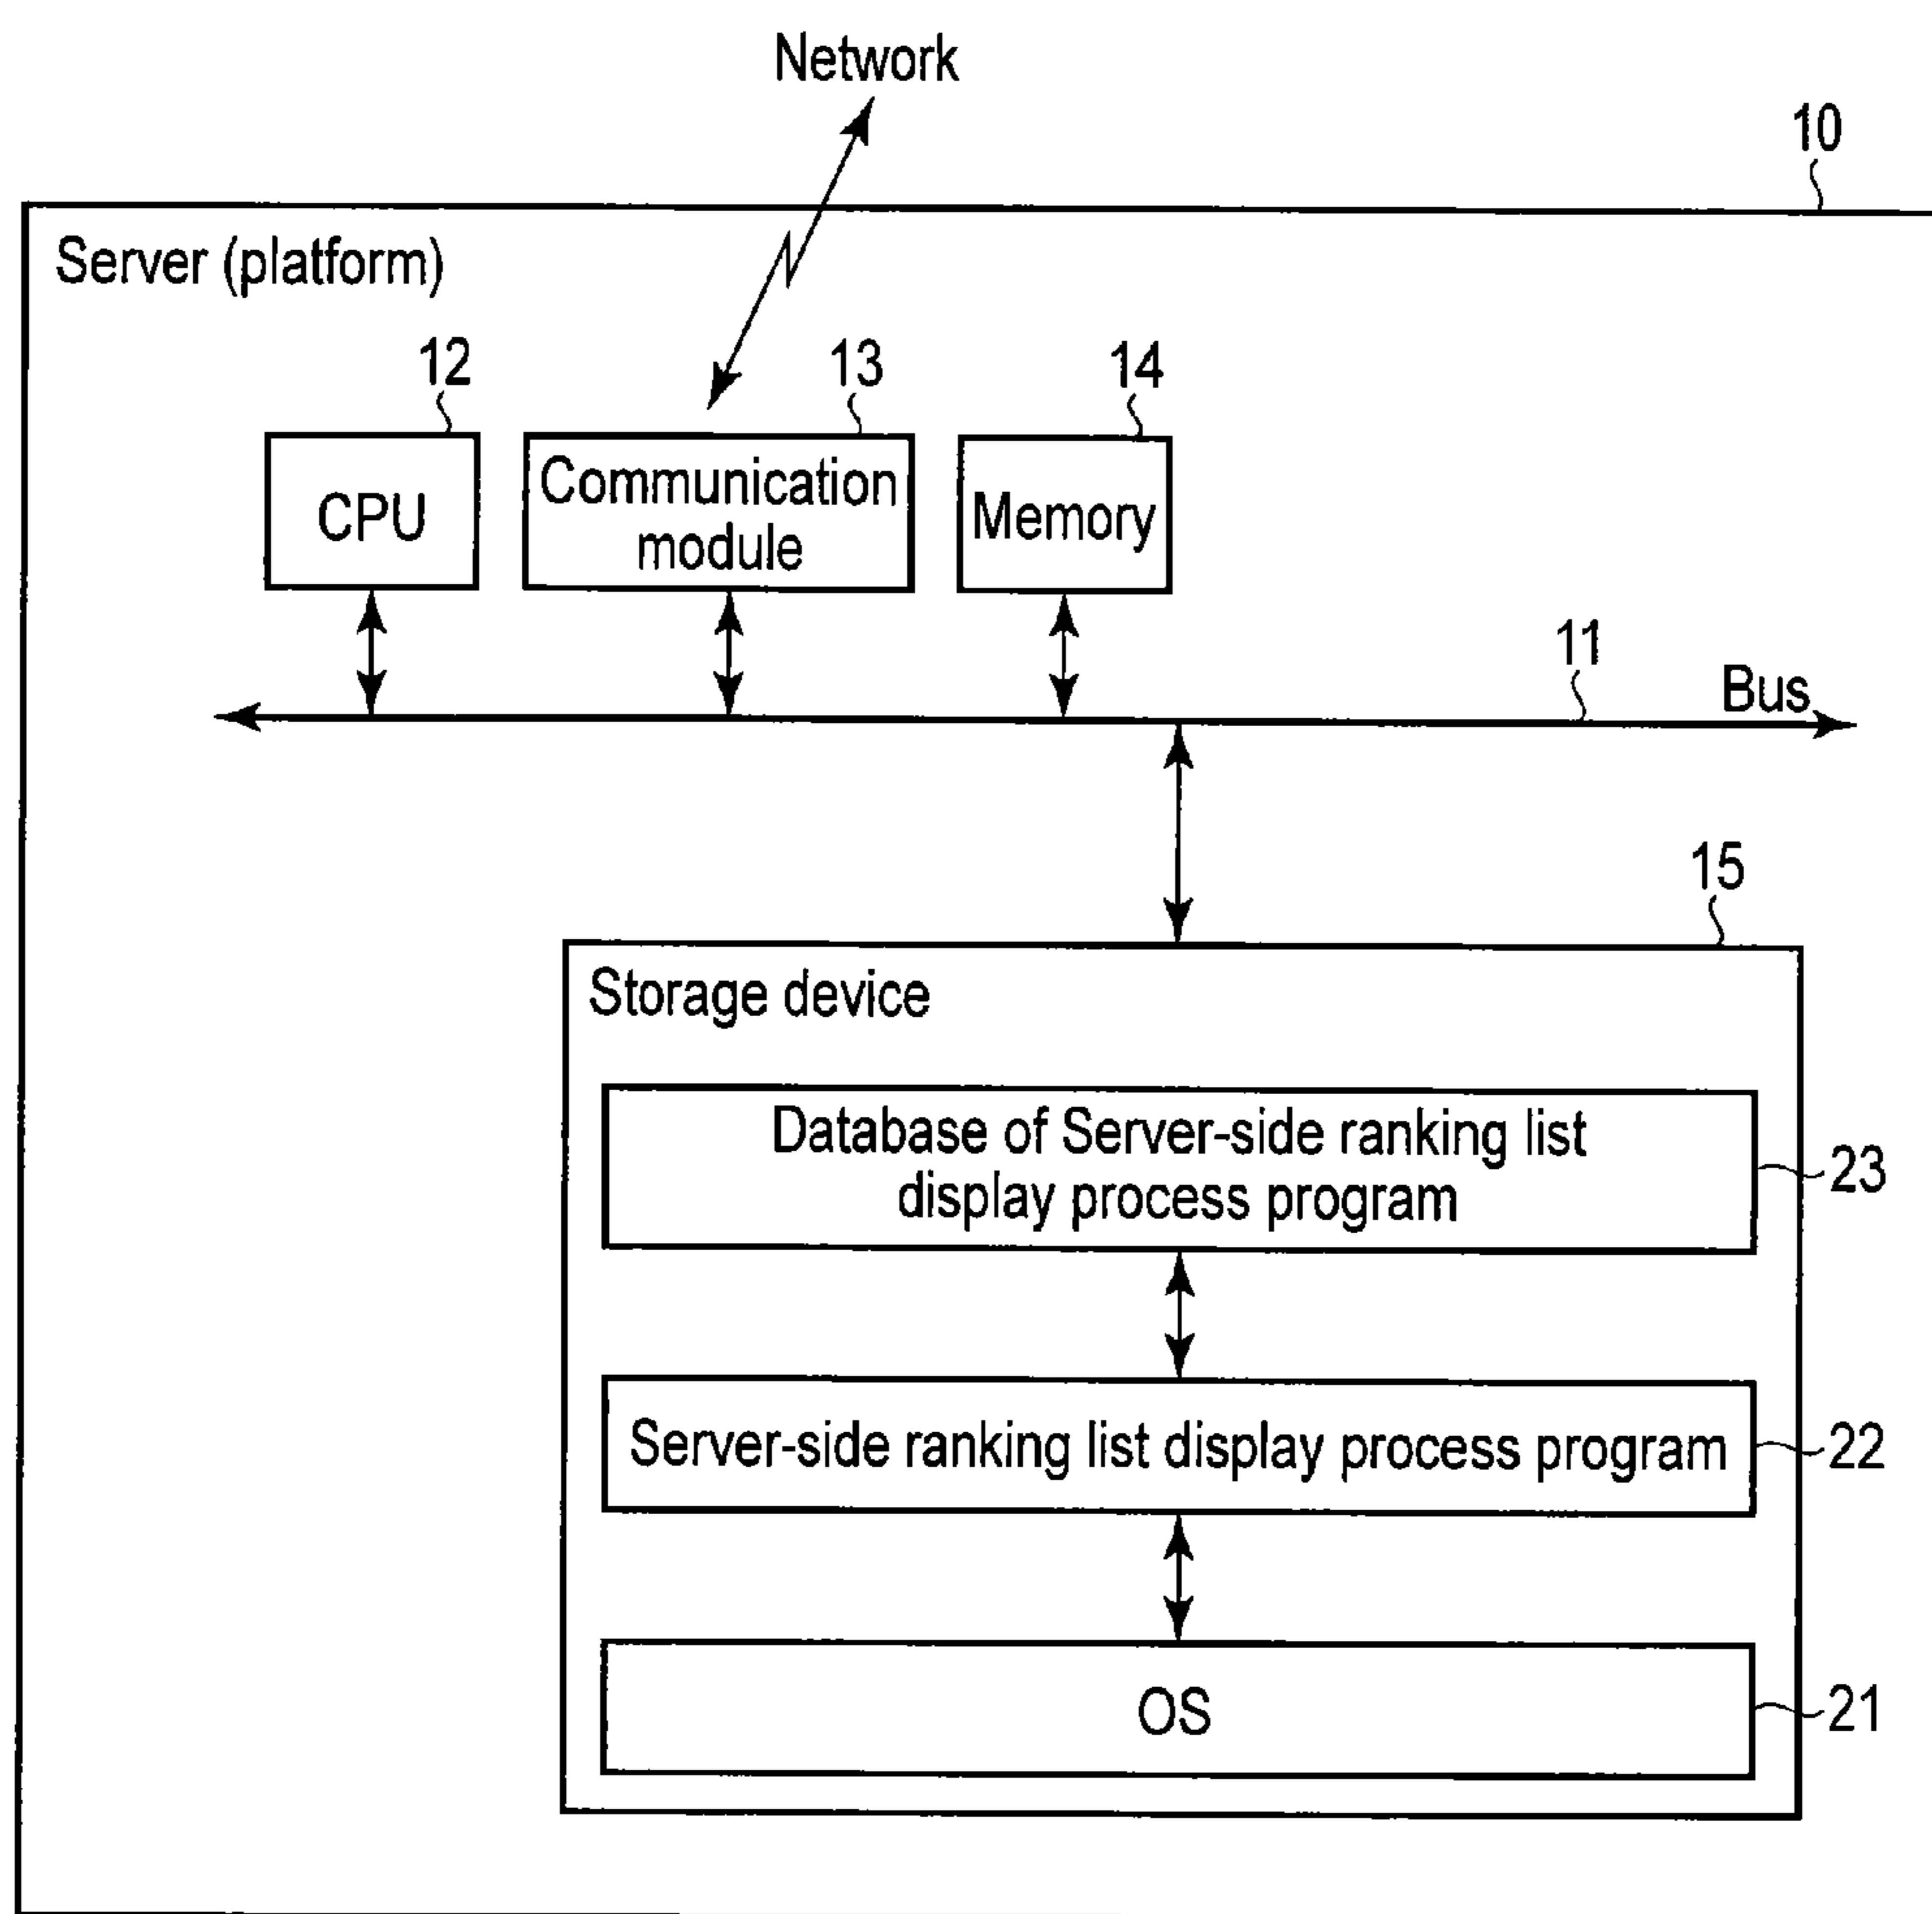 Network
10
Server (platform)
12
13
14
CPU
Communication
module
Memory
11
Bus
15
Storage device
Database of Server-side ranking list
display process program
23
Server-side ranking list display process program
22
OS
21